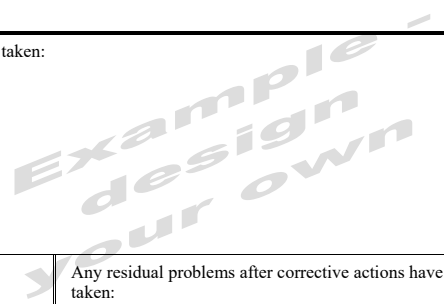 taken:
Example -
design
your own
Any residual problems after corrective actions have
taken: